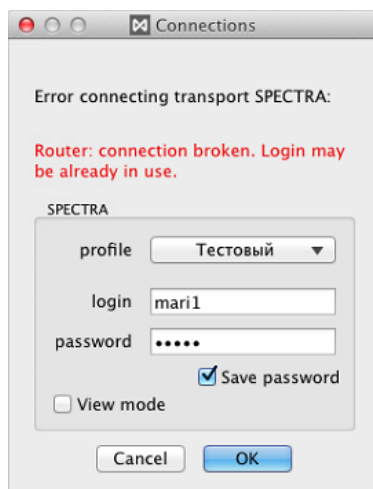 Connections
Error connecting transport SPECTRA:
Router: connection broken. Login may
be already in use.
SPECTRA
profile Тестовый
login mari1
password •••••
Save password
View mode
Cancel OK